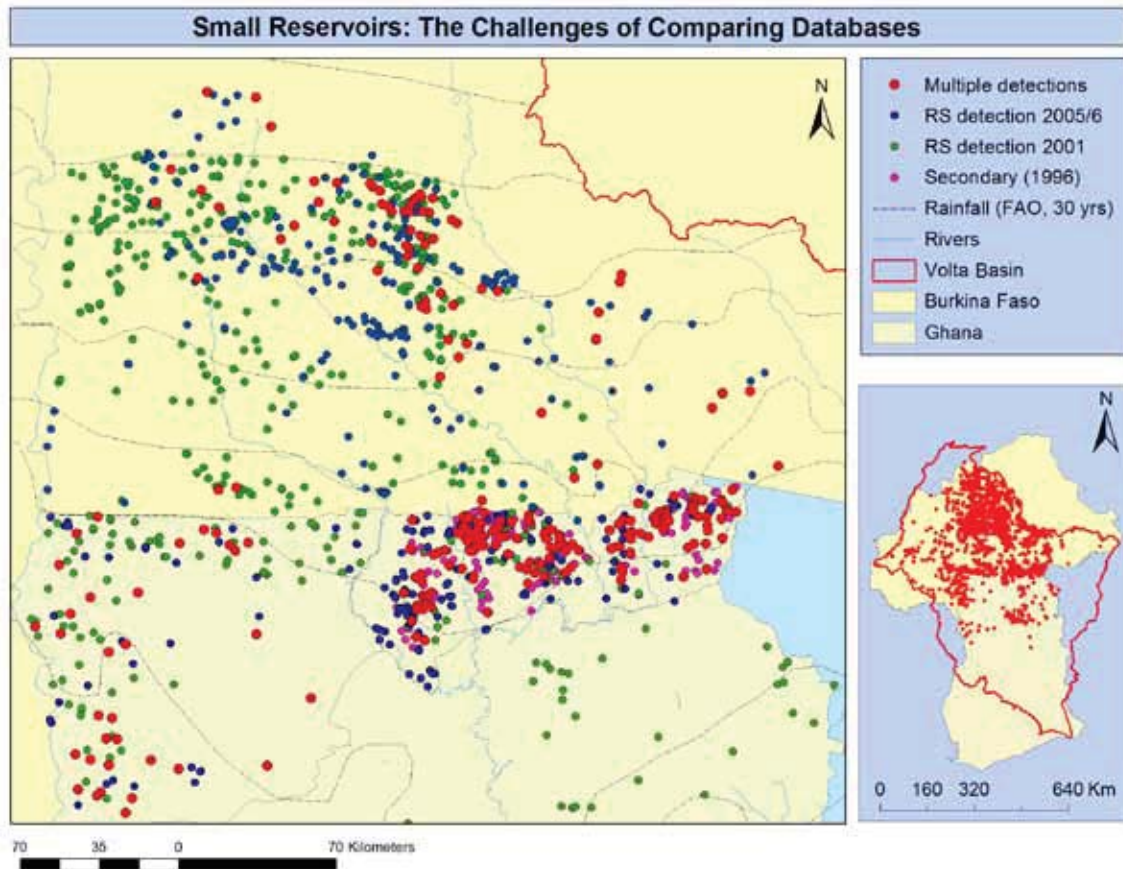 Small Reservoirs: The Challenges of Comparing Databases
N
Multiple detections
RS detection 2005/6
RS detection 2001
Secondary (1996)
Rainfall (FAO, 30 yrs)
Rivers
Volta Basin
Burkina Faso
Ghana
N
0 160 320 640 Km
70 35 0 70 Kilometers